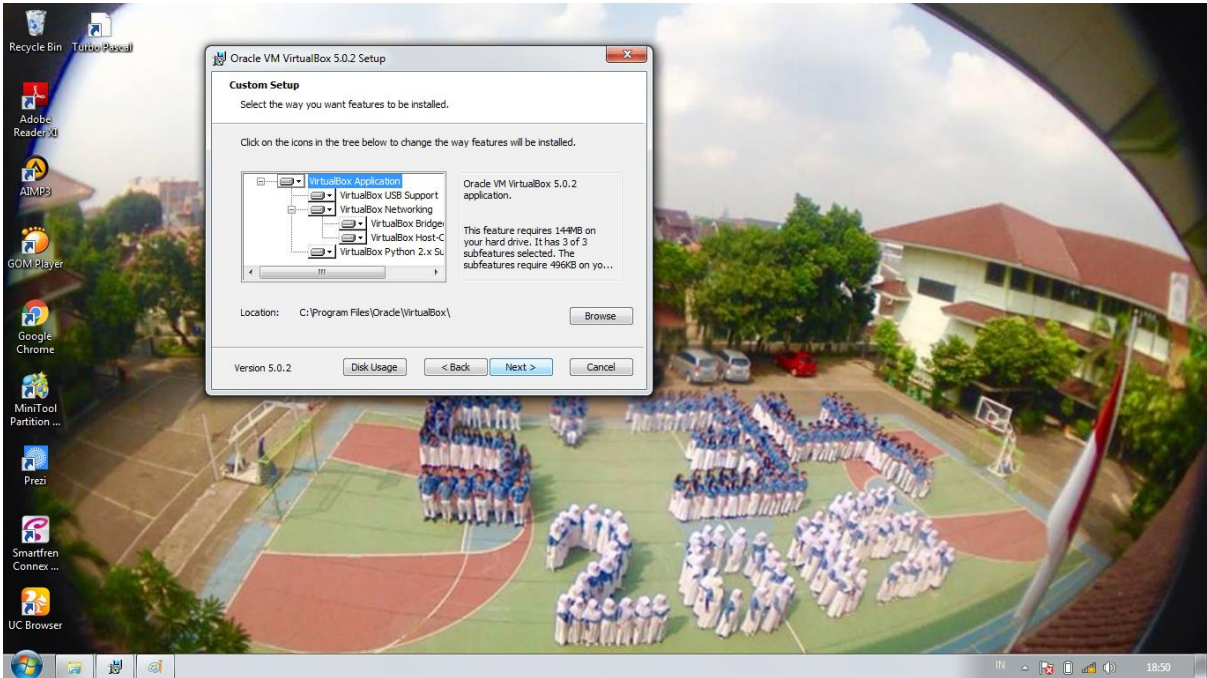 Recycle Bin
Turbo Pascal
Adobe
Reader XI
AIMP3
GOM Player
Google
Chrome
MiniTool
Partition ...
Prezi
Smartfren
Connex ...
UC Browser
Oracle VM VirtualBox 5.0.2 Setup
Custom Setup
Select the way you want features to be installed.
Click on the icons in the tree below to change the way features will be installed.
VirtualBox Application
VirtualBox USB Support
VirtualBox Networking
VirtualBox Bridge
VirtualBox Host-C
VirtualBox Python 2.x Su
Oracle VM VirtualBox 5.0.2
application.
This feature requires 144MB on
your hard drive. It has 3 of 3
subfeatures selected. The
subfeatures require 496KB on yo...
Location: C:\Program Files\Oracle\VirtualBox\
Browse
Version 5.0.2
Disk Usage
< Back
Next >
Cancel
IN
18:50